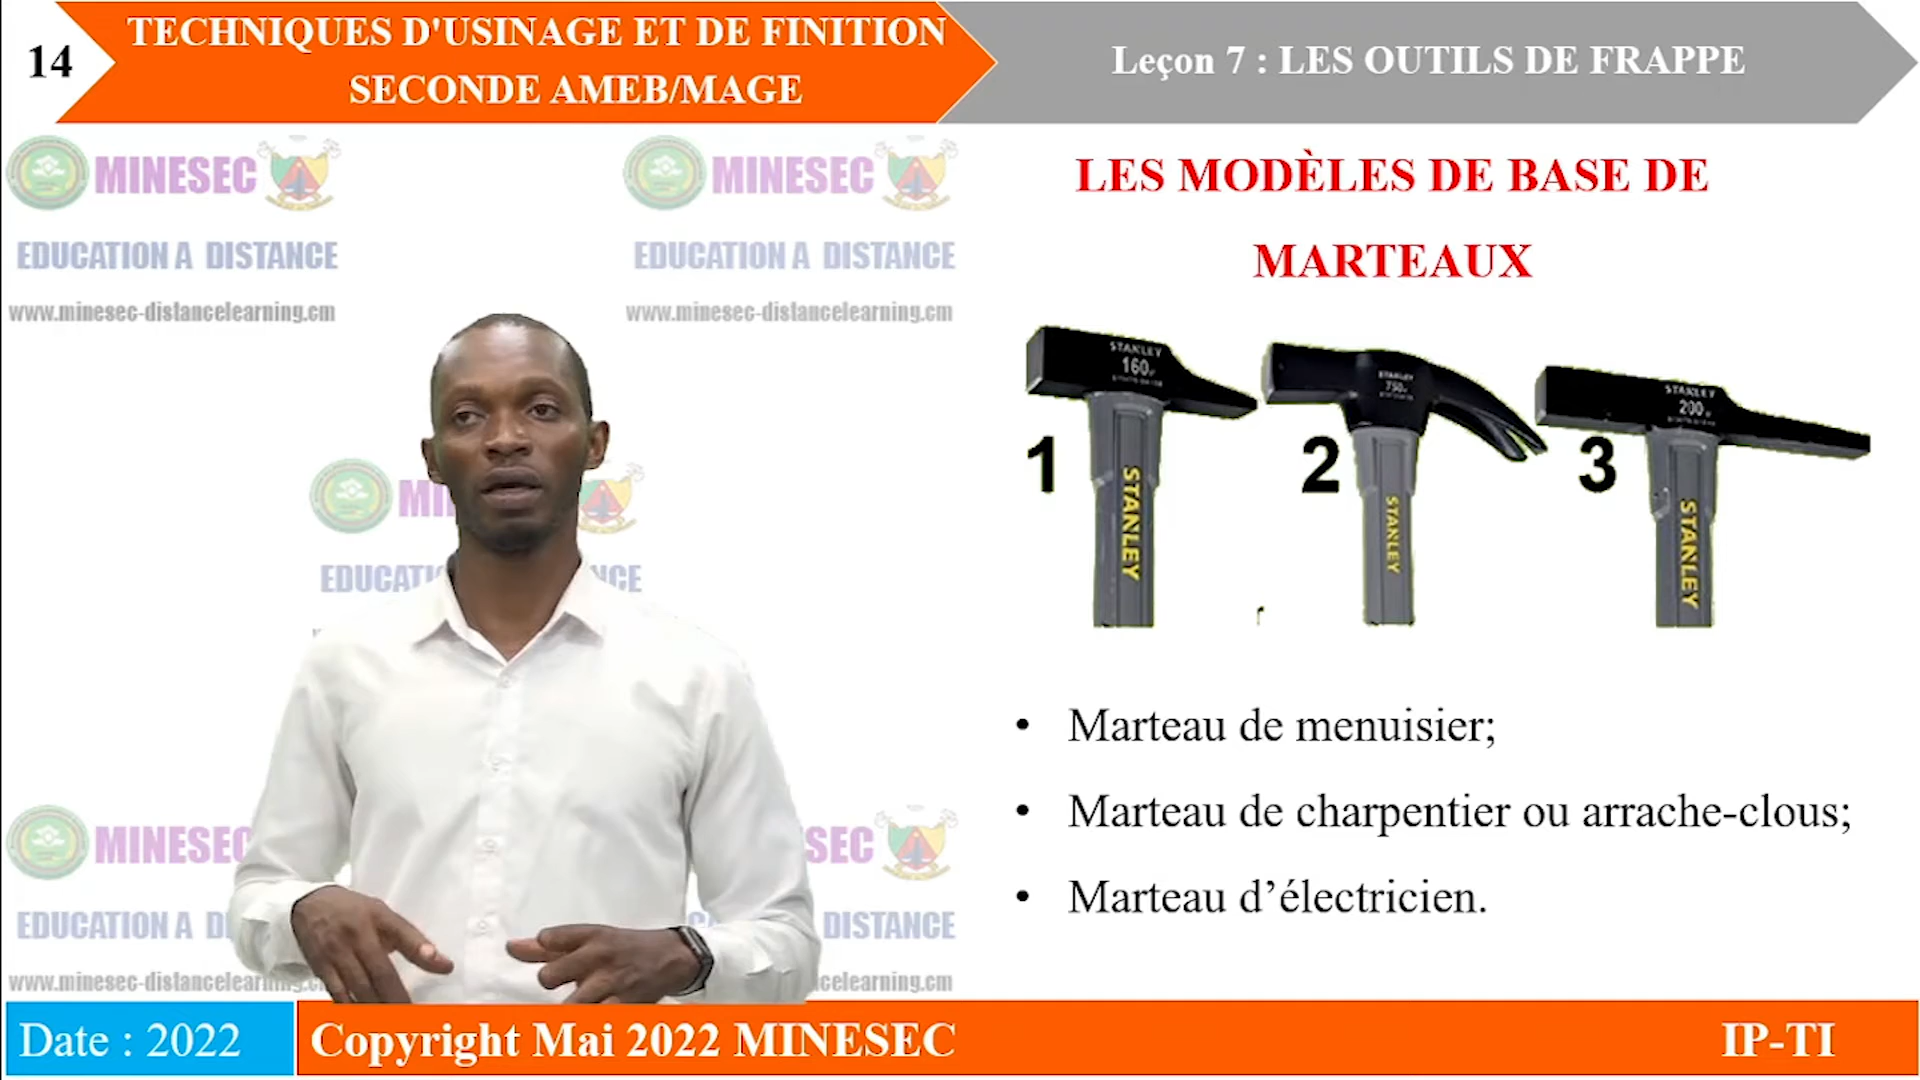 14
TECHNIQUES D'USINAGE ET DE FINITION
SECONDE AMEB/MAGE
Leçon 7 : LES OUTILS DE FRAPPE
MINESEC
EDUCATION A DISTANCE
www.minesec-distancelearning.cm
MINESEC
EDUCATION A DISTANCE
www.minesec-distancelearning.cm
LES MODÈLES DE BASE DE
MARTEAUX
STANLEY
160
1
STANLEY
STANLEY
750
2
STANLEY
STANLEY
200
3
STANLEY
• Marteau de menuisier;
• Marteau de charpentier ou arrache-clous;
• Marteau d’électricien.
MINESEC
EDUCATION A
DISTANCE
Date : 2022
Copyright Mai 2022 MINESEC
IP-TI